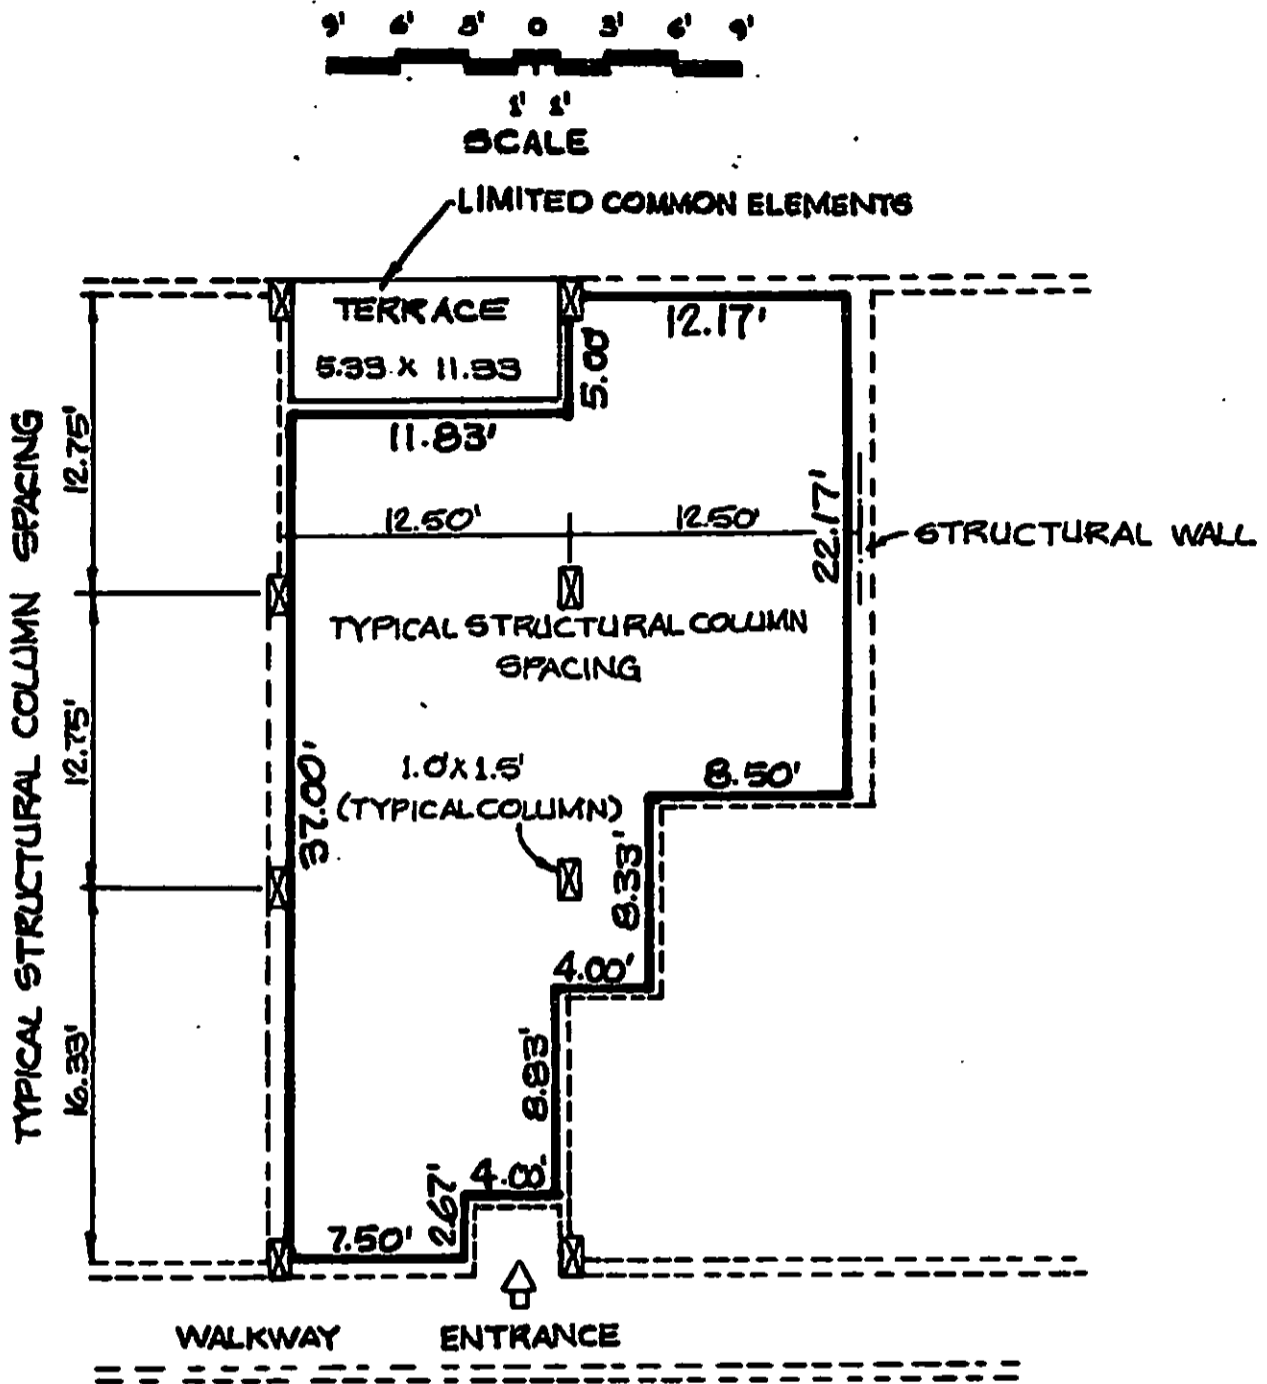 9' 6' 3' 0 3' 6' 9'
1' 1'
SCALE
LIMITED COMMON ELEMENTS
TERRACE
5.33 X 11.33
12.17'
5.00'
11.83'
12.50' 12.50'
22.17'
STRUCTURAL WALL
TYPICAL STRUCTURAL COLUMN
SPACING
TYPICAL STRUCTURAL COLUMN SPACING
12.75'
12.75'
16.33'
37.00'
1.0' X 1.5'
(TYPICAL COLUMN)
8.50'
8.33'
4.00'
8.83'
4.00'
2.67'
7.50'
WALKWAY ENTRANCE